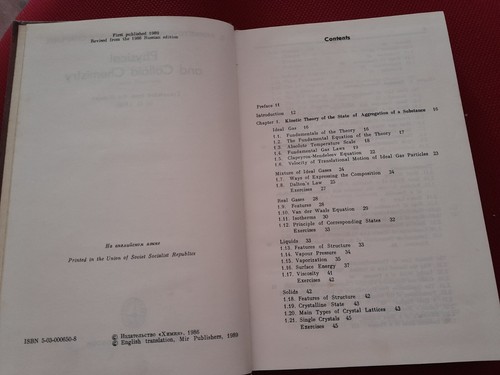 First published 1989
Revised from the 1986 Russian edition
На английском языке
Printed in the Union of Soviet Socialist Republics
ISBN 5-03-000650-8
© Издательство «Химия», 1986
© English translation, Mir Publishers, 1989
Contents
Preface 11
Introduction 12
Chapter 1. Kinetic Theory of the State of Aggregation of a Substance 16
Ideal Gas 16
1.1. Fundamentals of the Theory 16
1.2. The Fundamental Equation of the Theory 17
1.3. Absolute Temperature Scale 18
1.4. Fundamental Gas Laws 19
1.5. Clapeyron-Mendeleev Equation 22
1.6. Velocity of Translational Motion of Ideal Gas Particles 23
Mixture of Ideal Gases 24
1.7. Ways of Expressing the Composition 24
1.8. Dalton's Law 25
Exercises 27
Real Gases 28
1.9. Features 28
1.10. Van der Waals Equation 29
1.11. Isotherms 30
1.12. Principle of Corresponding States 32
Exercises 33
Liquids 33
1.13. Features of Structure 33
1.14. Vapour Pressure 34
1.15. Vaporization 35
1.16. Surface Energy 37
1.17. Viscosity 41
Exercises 42
Solids 42
1.18. Features of Structure 42
1.19. Crystalline State 43
1.20. Main Types of Crystal Lattices 43
1.21. Single Crystals 45
Exercises 45